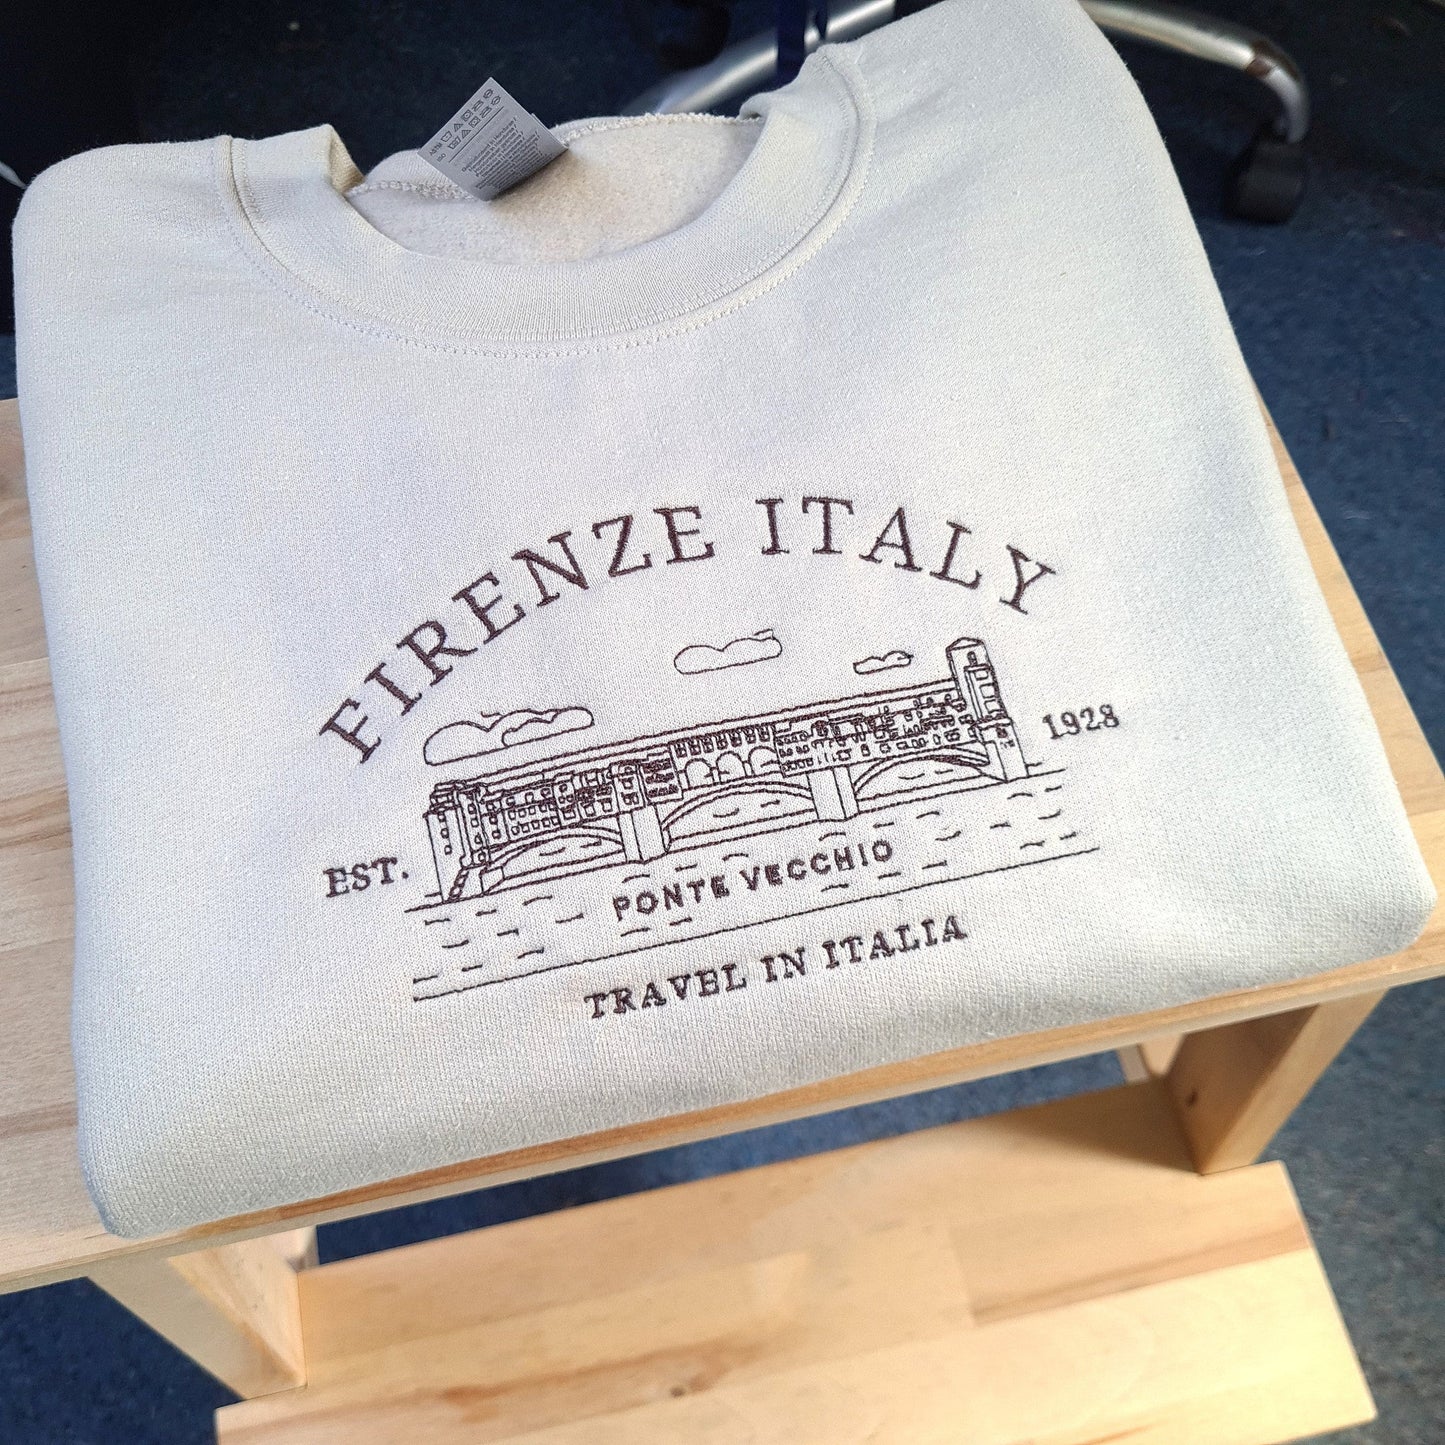 FIRENZE ITALY
EST.
1928
PONTE VECCHIO
TRAVEL IN ITALIA